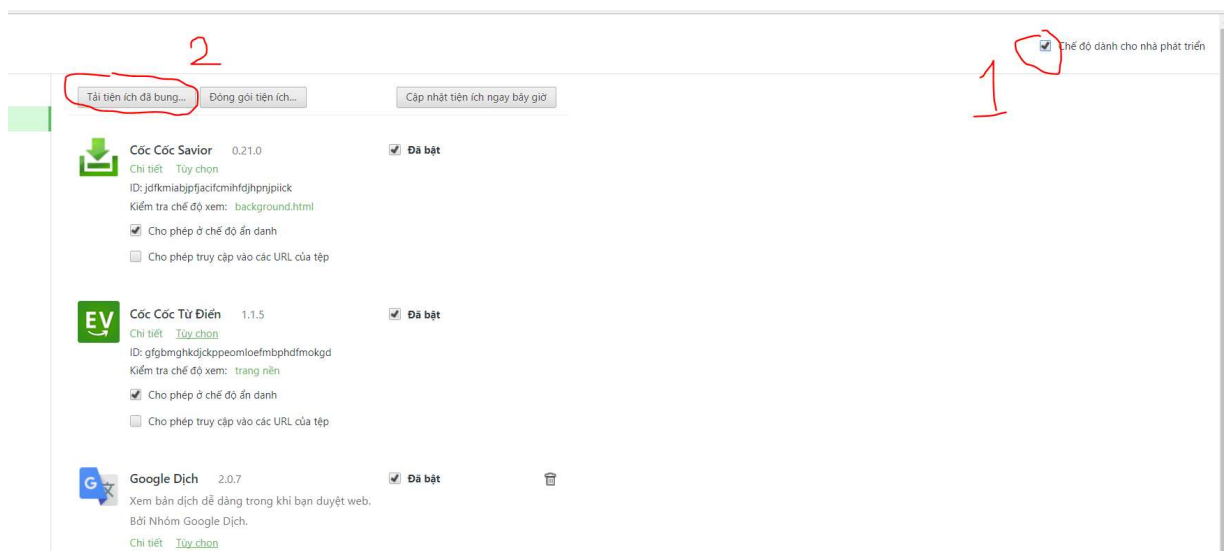 2
Chế độ dành cho nhà phát triển
1
Tải tiện ích đã bung... Đóng gói tiện ích... Cập nhật tiện ích ngay bây giờ
Cốc Cốc Savior 0.21.0 Đã bật
Chi tiết Tùy chọn
ID: jdfkmiabjpfjacifcmihfdjhpnjpiick
Kiểm tra chế độ xem: background.html
Cho phép ở chế độ ẩn danh
Cho phép truy cập vào các URL của tệp
EV
Cốc Cốc Từ Điển 1.1.5 Đã bật
Chi tiết Tùy chọn
ID: gfgbmghkdjckppeomloefmbphdfmokgd
Kiểm tra chế độ xem: trang nền
Cho phép ở chế độ ẩn danh
Cho phép truy cập vào các URL của tệp
G 文
Google Dịch 2.0.7 Đã bật
Xem bản dịch dễ dàng trong khi bạn duyệt web.
Bởi Nhóm Google Dịch.
Chi tiết Tùy chọn